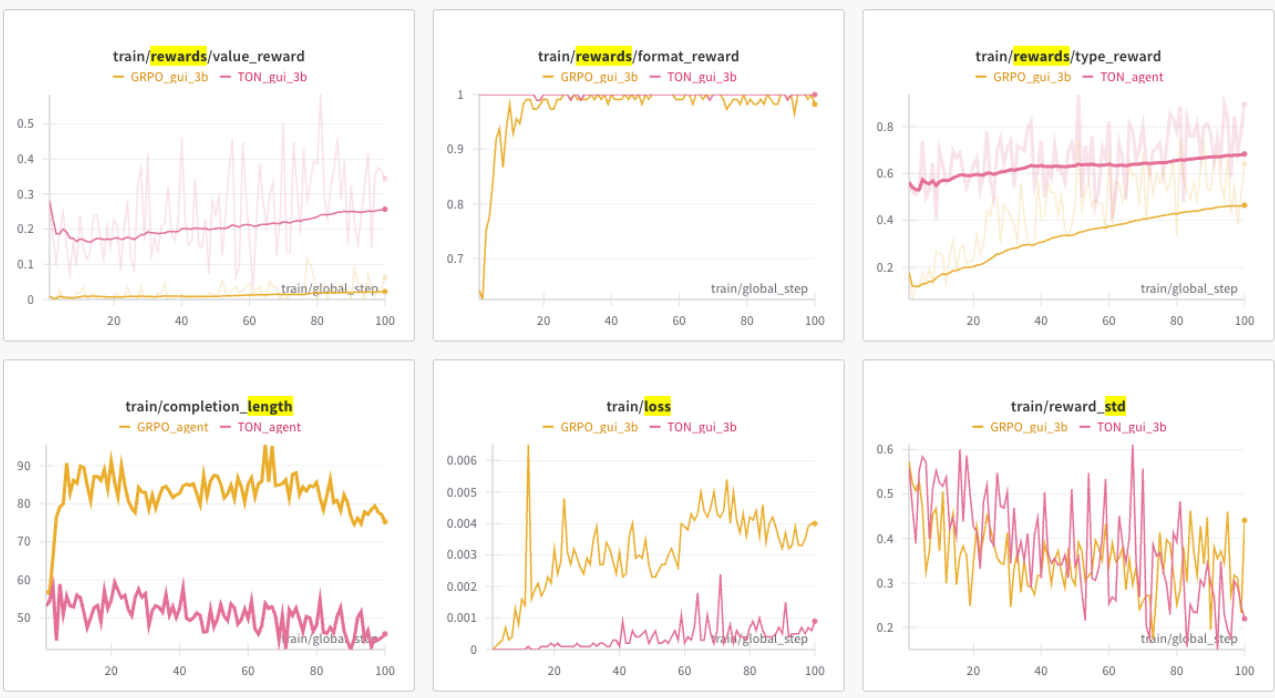 train/rewards/value_reward
GRPO_gui_3b TON_gui_3b
0.5
0.4
0.3
0.2
0.1
0
train/global_step
20 40 60 80 100
train/rewards/format_reward
GRPO_gui_3b TON_gui_3b
1
0.9
0.8
0.7
train/global_step
20 40 60 80 100
train/rewards/type_reward
GRPO_gui_3b TON_agent
0.8
0.6
0.4
0.2
train/global_step
20 40 60 80 100
train/completion_length
GRPO_agent TON_agent
90
80
70
60
50
train/global_step
20 40 60 80 100
train/loss
GRPO_gui_3b TON_gui_3b
0.006
0.005
0.004
0.003
0.002
0.001
0
train/global_step
20 40 60 80 100
train/reward_std
GRPO_gui_3b TON_gui_3b
0.6
0.5
0.4
0.3
0.2
train/global_step
20 40 60 80 100